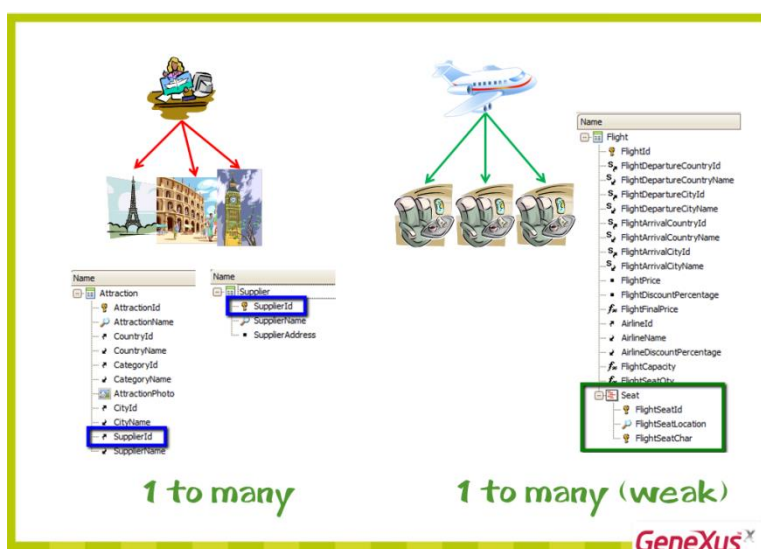 Name
Attraction
AttractionId
AttractionName
CountryId
CountryName
CategoryId
CategoryName
AttractionPhoto
CityId
CityName
SupplierId
SupplierName
Name
Supplier
SupplierId
SupplierName
SupplierAddress
1 to many
Name
Flight
FlightId
FlightDepartureCountryId
FlightDepartureCountryName
FlightDepartureCityId
FlightDepartureCityName
FlightArrivalCountryId
FlightArrivalCountryName
FlightArrivalCityId
FlightArrivalCityName
FlightPrice
FlightDiscountPercentage
FlightFinalPrice
AirlineId
AirlineName
AirlineDiscountPercentage
FlightCapacity
FlightSeatQty
Seat
FlightSeatId
FlightSeatLocation
FlightSeatChar
1 to many (weak)
GeneXus X